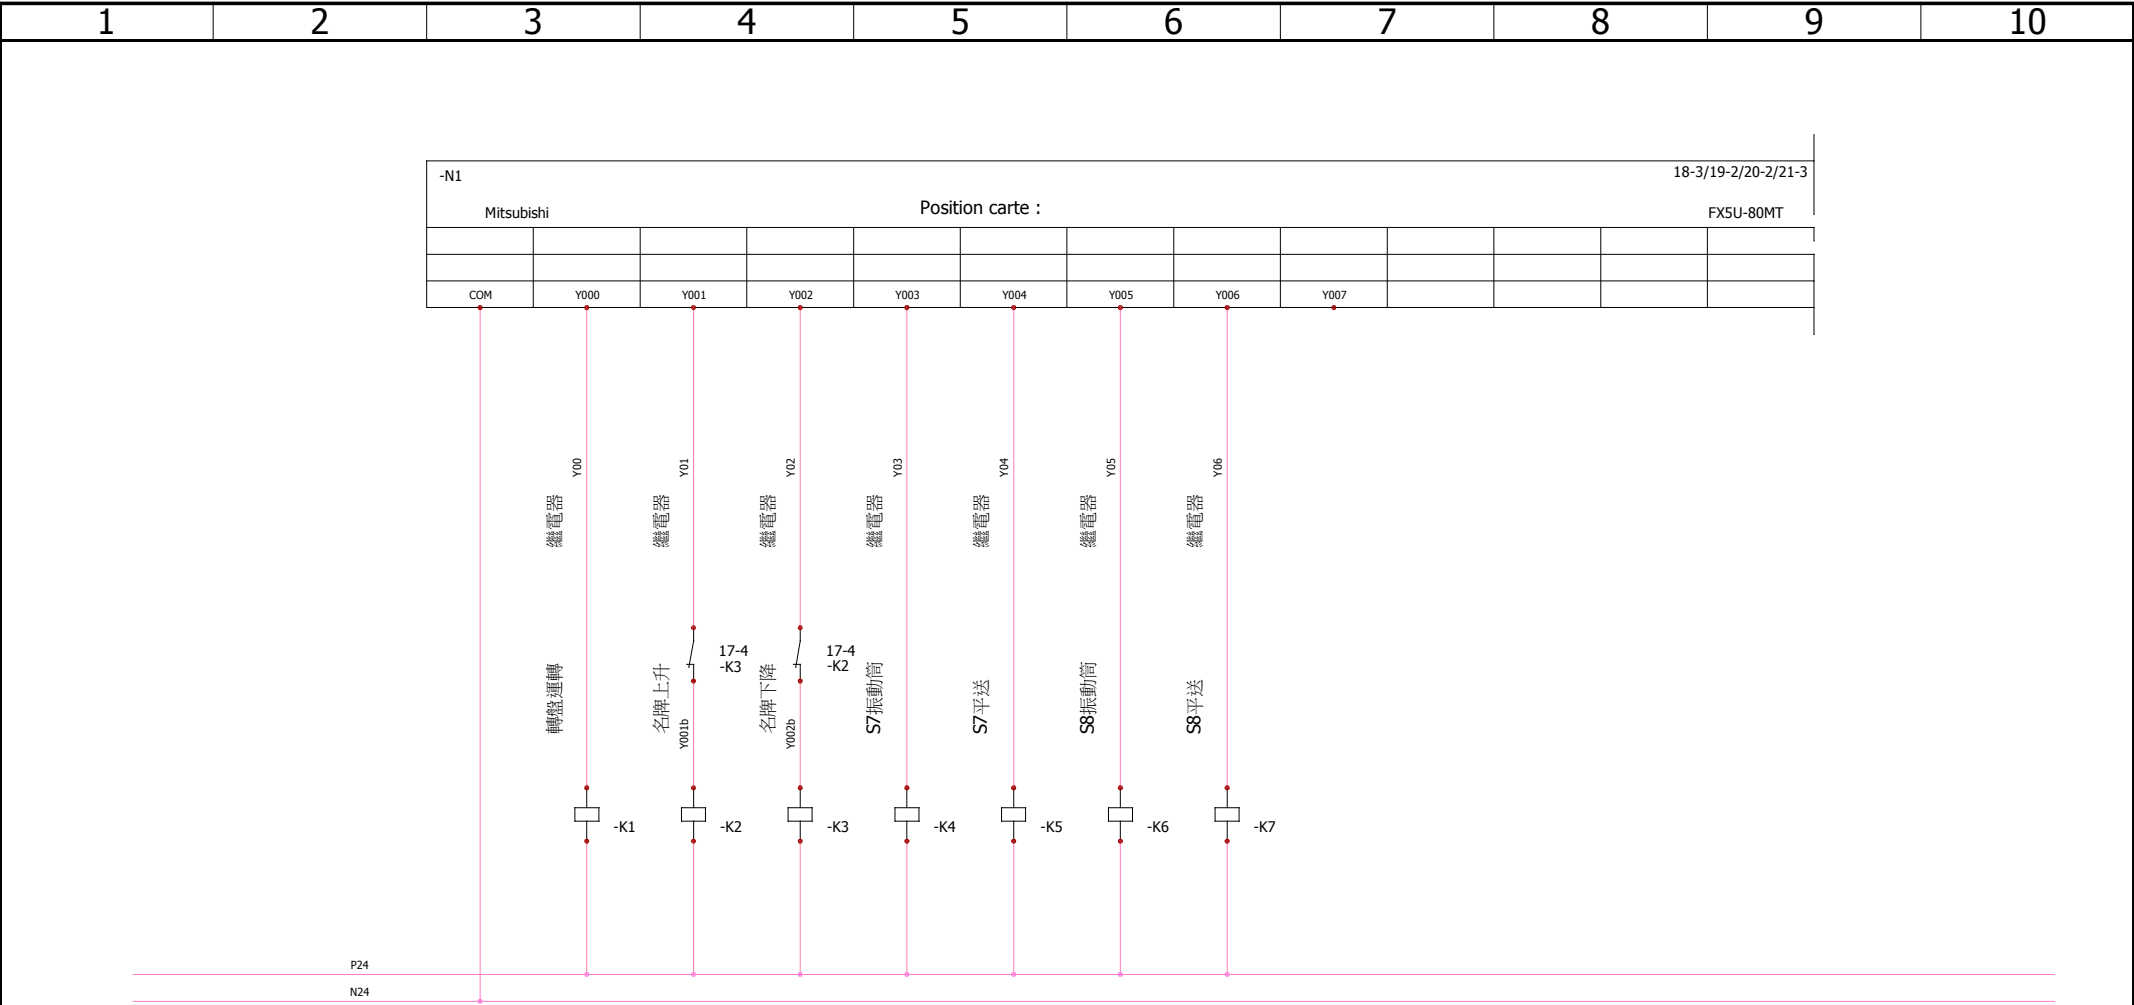 1 2 3 4 5 6 7 8 9 10
-N1
18-3/19-2/20-2/21-3
Mitsubishi
Position carte :
FX5U-80MT
COM Y000 Y001 Y002 Y003 Y004 Y005 Y006 Y007
Y00 Y01 Y02 Y03 Y04 Y05 Y06
繼電器 繼電器 繼電器 繼電器 繼電器 繼電器 繼電器
17-4
-K3
17-4
-K2
轉盤運轉
名牌上升
名牌下降
S7振動筒
S7平送
S8振動筒
S8平送
Y001b
Y002b
-K1 -K2 -K3 -K4 -K5 -K6 -K7
P24
N24